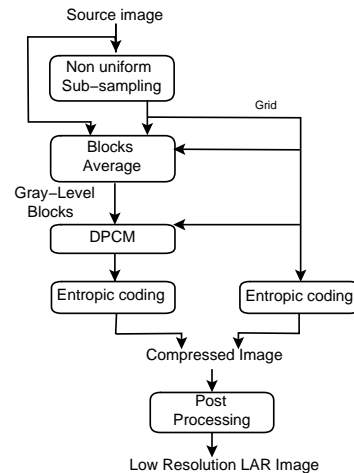 Source image
Non uniform
Sub−sampling
Grid
Blocks
Average
Gray−Level
Blocks
DPCM
Entropic coding
Entropic coding
Compressed Image
Post
Processing
Low Resolution LAR Image